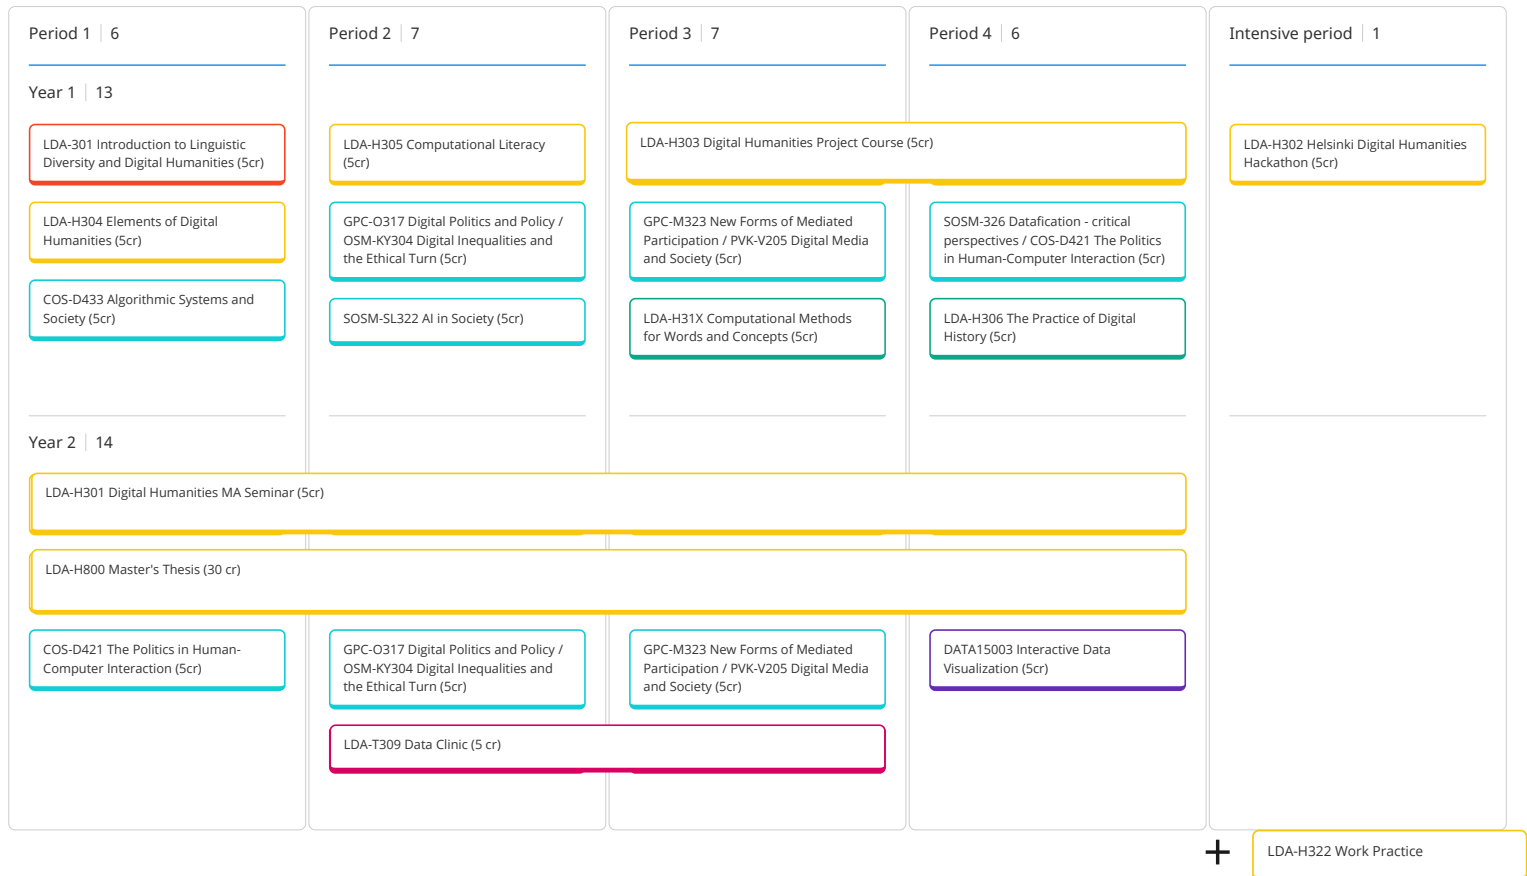 Period 1 6
Period 2 7
Period 3 7
Period 4 6
Intensive period 1
Year 1 13
LDA-301 Introduction to Linguistic
Diversity and Digital Humanities (5cr)
LDA-H305 Computational Literacy
(5cr)
LDA-H303 Digital Humanities Project Course (5cr)
LDA-H302 Helsinki Digital Humanities
Hackathon (5cr)
LDA-H304 Elements of Digital
Humanities (5cr)
GPC-O317 Digital Politics and Policy /
OSM-KY304 Digital Inequalities and
the Ethical Turn (5cr)
GPC-M323 New Forms of Mediated
Participation / PVK-V205 Digital Media
and Society (5cr)
SOSM-326 Datafication - critical
perspectives / COS-D421 The Politics
in Human-Computer Interaction (5cr)
COS-D433 Algorithmic Systems and
Society (5cr)
SOSM-SL322 AI in Society (5cr)
LDA-H31X Computational Methods
for Words and Concepts (5cr)
LDA-H306 The Practice of Digital
History (5cr)
Year 2 14
LDA-H301 Digital Humanities MA Seminar (5cr)
LDA-H800 Master's Thesis (30 cr)
COS-D421 The Politics in Human-
Computer Interaction (5cr)
GPC-O317 Digital Politics and Policy /
OSM-KY304 Digital Inequalities and
the Ethical Turn (5cr)
GPC-M323 New Forms of Mediated
Participation / PVK-V205 Digital Media
and Society (5cr)
DATA15003 Interactive Data
Visualization (5cr)
LDA-T309 Data Clinic (5 cr)
+ LDA-H322 Work Practice